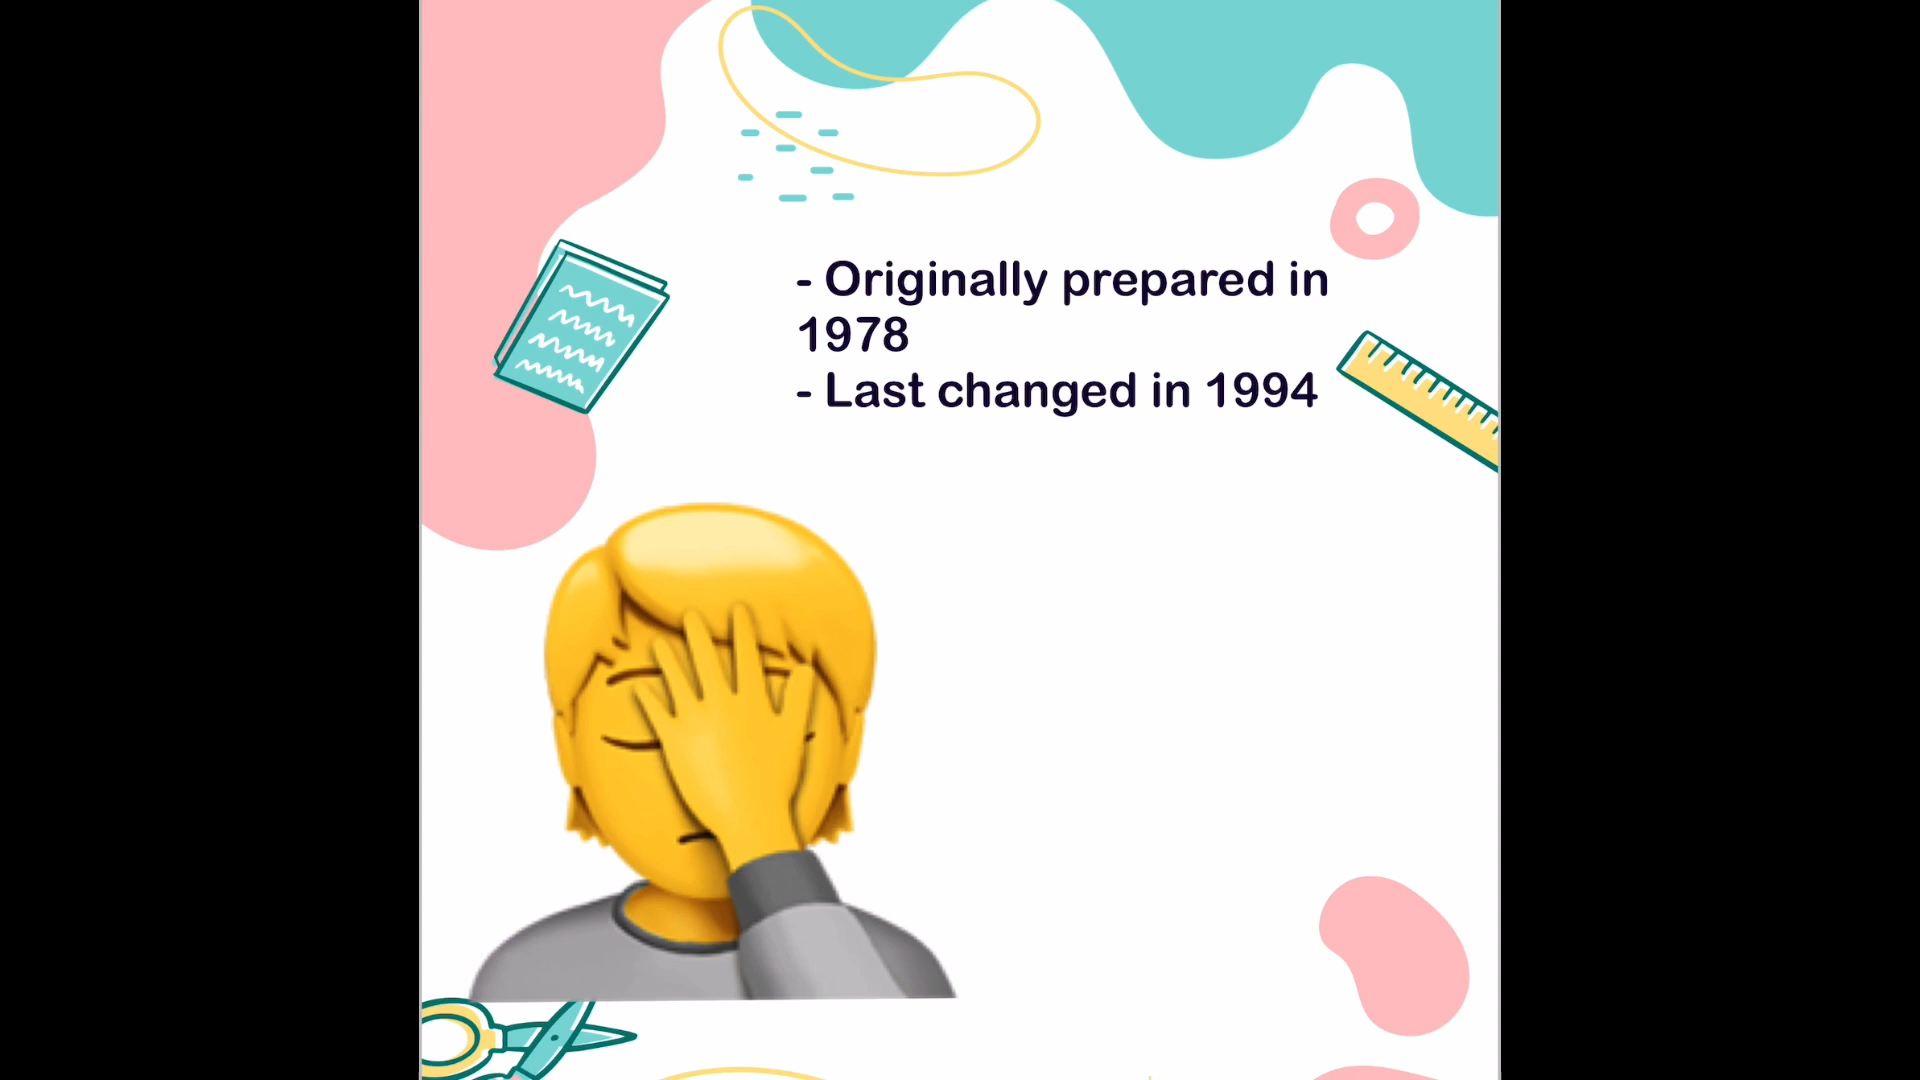 - Originally prepared in
1978
- Last changed in 1994